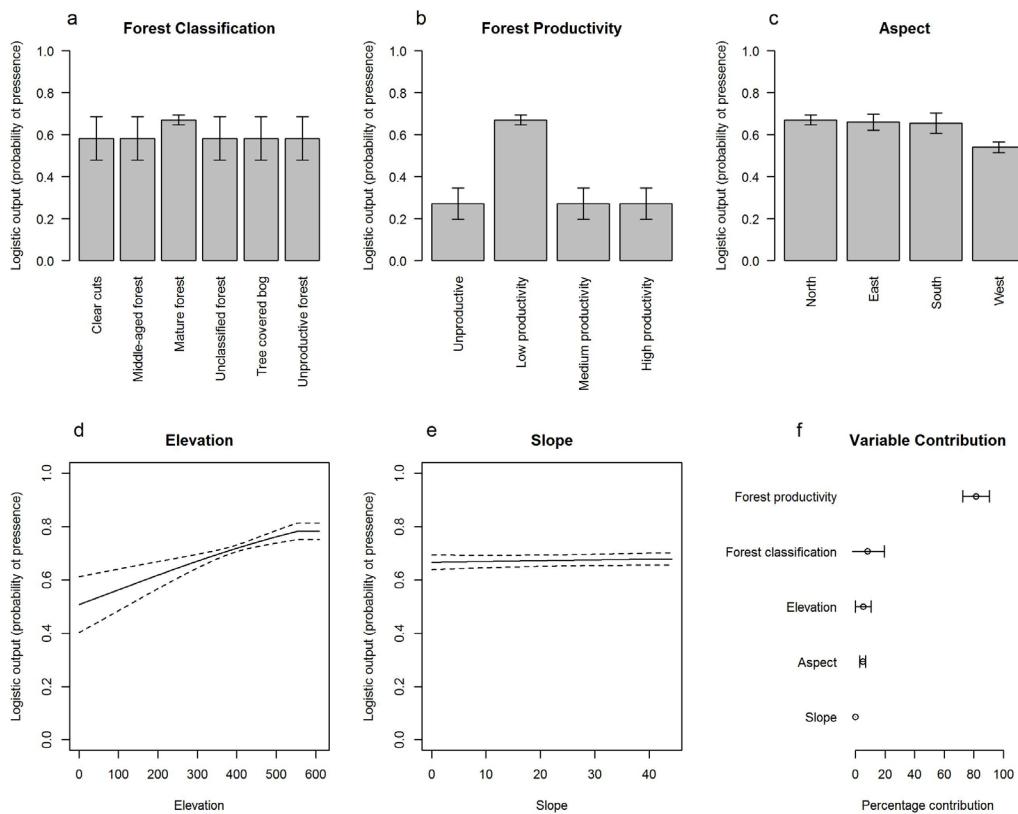 a
Forest Classification
Logistic output (probability ot pressence)
1.0
0.8
0.6
0.4
0.2
0.0
Clear cuts
Middle-aged forest
Mature forest
Unclassified forest
Tree covered bog
Unproductive forest
b
Forest Productivity
Logistic output (probability ot pressence)
1.0
0.8
0.6
0.4
0.2
0.0
Unproductive
Low productivity
Medium productivity
High productivity
c
Aspect
Logistic output (probability ot pressence)
1.0
0.8
0.6
0.4
0.2
0.0
North
East
South
West
d
Elevation
Logistic output (probability ot pressence)
1.0
0.8
0.6
0.4
0.2
0.0
0 100 200 300 400 500 600
Elevation
e
Slope
Logistic output (probability ot pressence)
1.0
0.8
0.6
0.4
0.2
0.0
0 10 20 30 40
Slope
f
Variable Contribution
Forest productivity
Forest classification
Elevation
Aspect
Slope
0 20 40 60 80 100
Percentage contribution